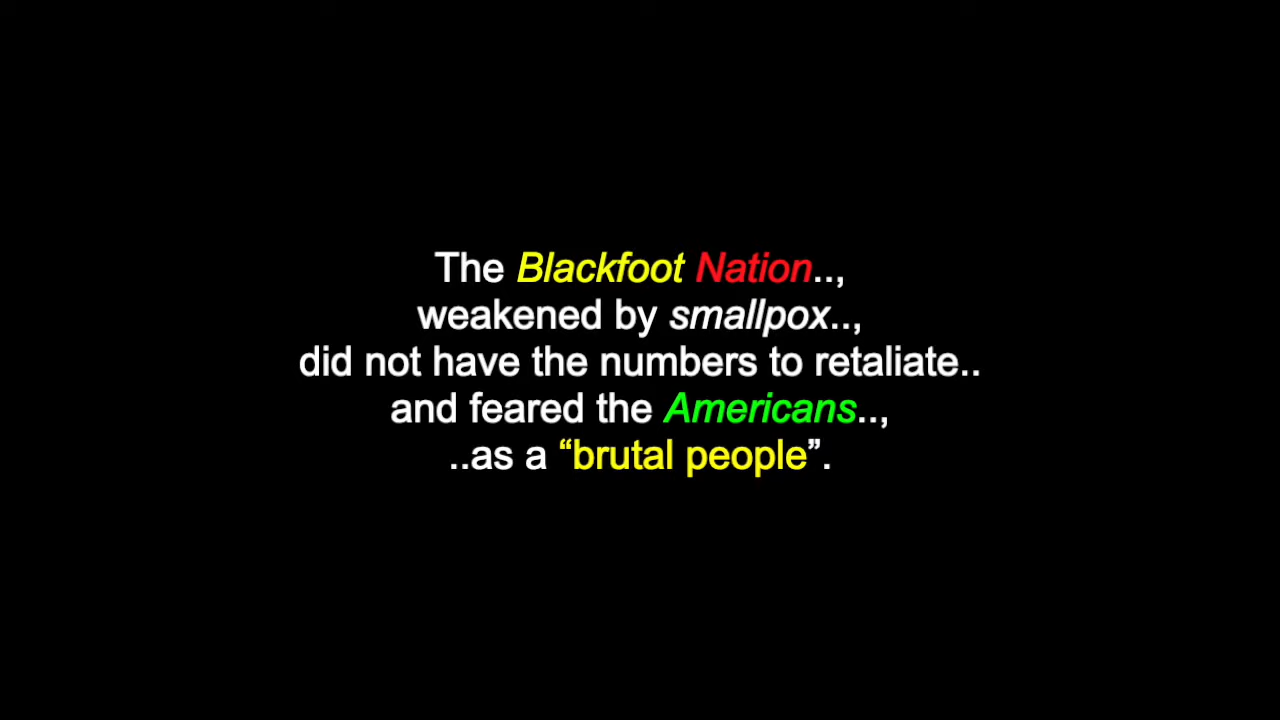 The Blackfoot Nation..,
weakened by smallpox..,
did not have the numbers to retaliate..
and feared the Americans..,
..as a “brutal people”.